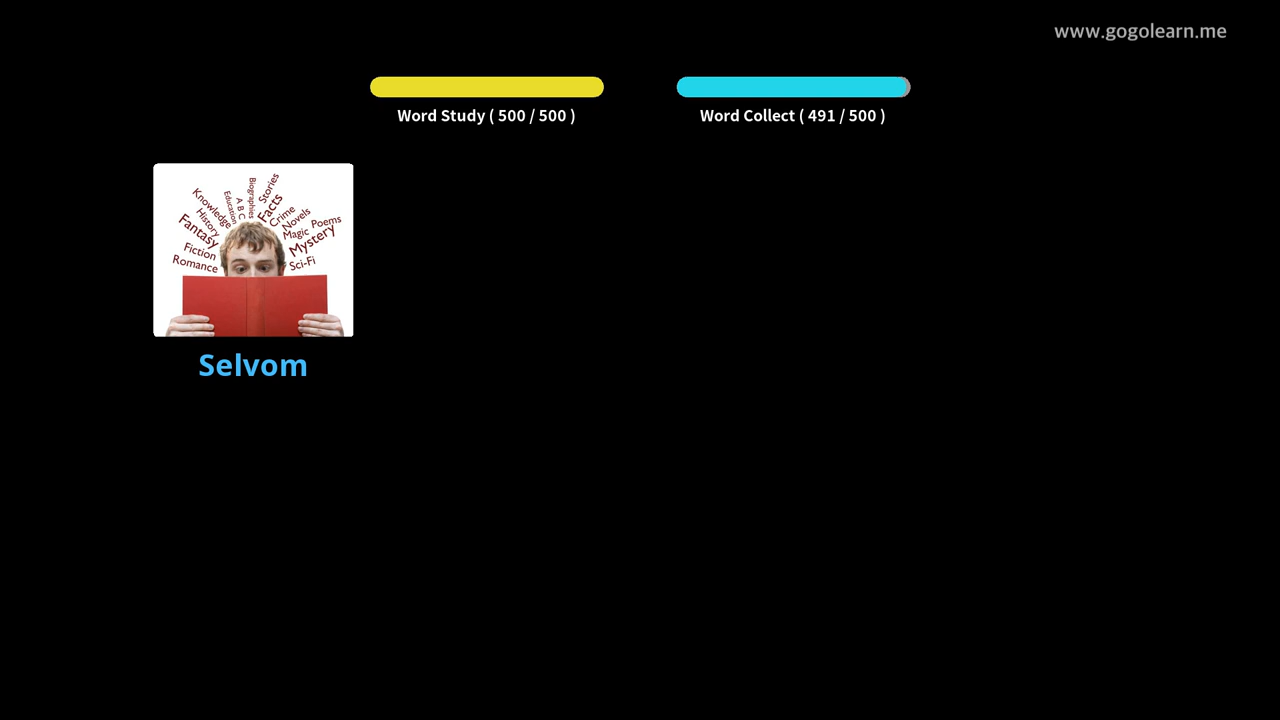 www.gogolearn.me
Word Study ( 500 / 500 )
Word Collect ( 491 / 500 )
Stories
Biographies
Facts
A B C
Education
Knowledge
Crime
History
Novels
Poems
Fantasy
Magic
Mystery
Fiction
Sci-Fi
Romance
Selvom